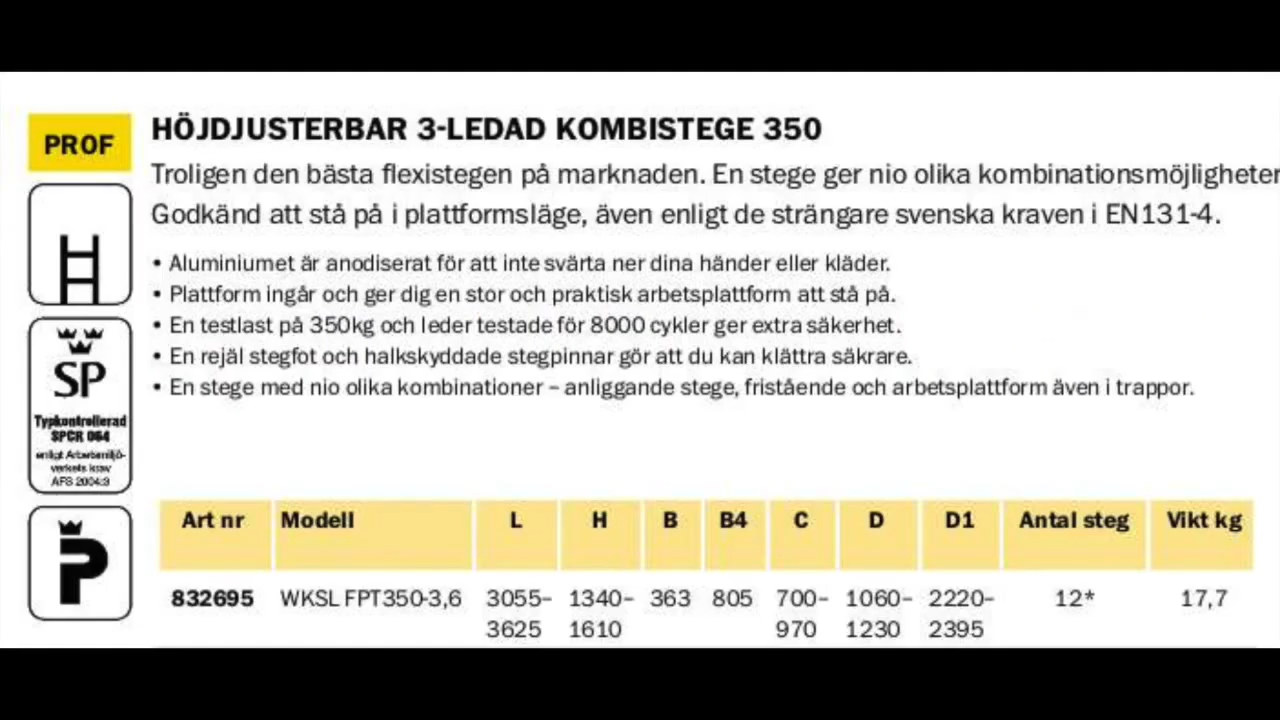 PROF
HÖJDJUSTERBAR 3-LEDAD KOMBISTEGE 350
Troligen den bästa flexistegen på marknaden. En stege ger nio olika kombinationsmöjligheter
Godkänd att stå på i plattformsläge, även enligt de strängare svenska kraven i EN131-4.
• Aluminiumet är anodiserat för att inte svärta ner dina händer eller kläder.
• Plattform ingår och ger dig en stor och praktisk arbetsplattform att stå på.
• En testlast på 350kg och leder testade för 8000 cykler ger extra säkerhet.
• En rejäl stegfot och halkskyddade stegpinnar gör att du kan klättra säkrare.
• En stege med nio olika kombinationer – anliggande stege, fristående och arbetsplattform även i trappor.
SP
Typkontrollerad
SPCR 064
enligt Arbetsmiljö-
verkets krav
AFS 2004:3
P
Art nr Modell L H B B4 C D D1 Antal steg Vikt kg
832695 WKSL FPT350-3,6 3055– 1340– 363 805 700– 1060– 2220– 12* 17,7
3625 1610 970 1230 2395